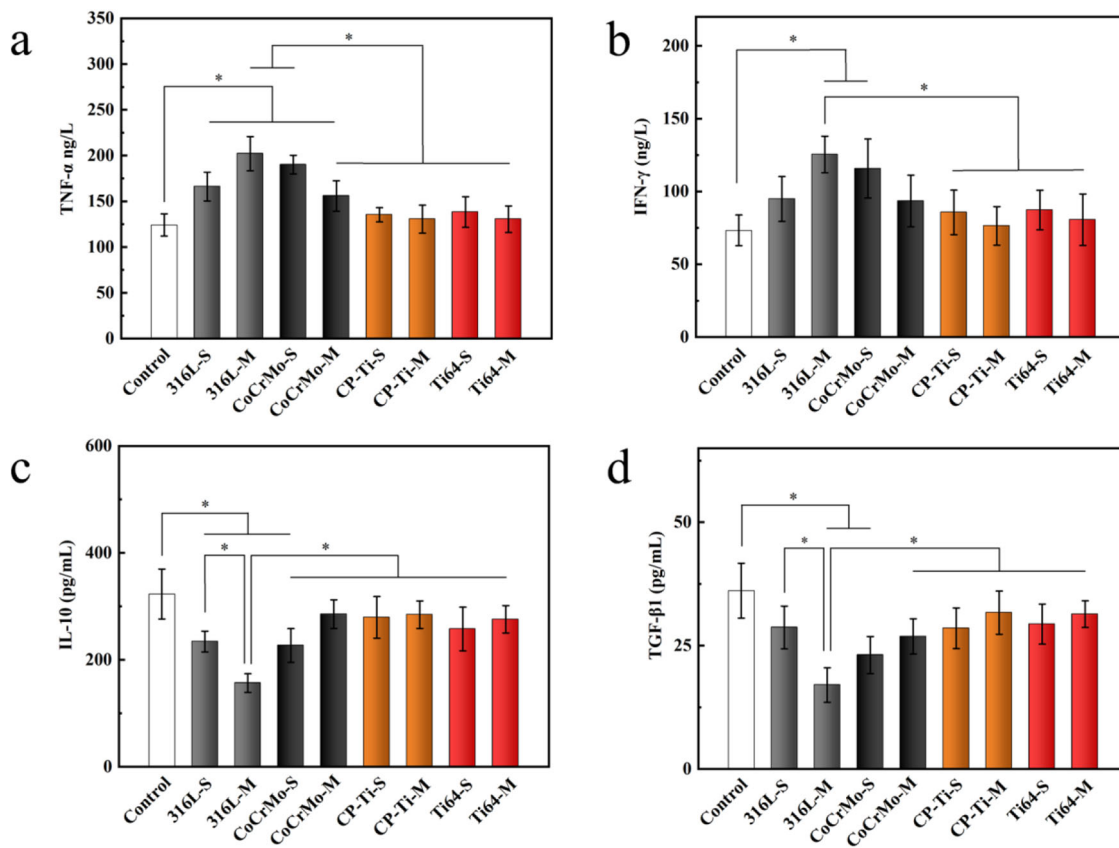 a
TNF-α ng/L
350
300
250
200
150
100
50
0
*
*
Control
316L-S
316L-M
CoCrMo-S
CoCrMo-M
CP-Ti-S
CP-Ti-M
Ti64-S
Ti64-M
b
IFN-γ (ng/L)
200
150
100
50
0
*
*
Control
316L-S
316L-M
CoCrMo-S
CoCrMo-M
CP-Ti-S
CP-Ti-M
Ti64-S
Ti64-M
c
IL-10 (pg/mL)
600
400
200
0
*
*
*
Control
316L-S
316L-M
CoCrMo-S
CoCrMo-M
CP-Ti-S
CP-Ti-M
Ti64-S
Ti64-M
d
TGF-β1 (pg/mL)
50
25
0
*
*
*
Control
316L-S
316L-M
CoCrMo-S
CoCrMo-M
CP-Ti-S
CP-Ti-M
Ti64-S
Ti64-M